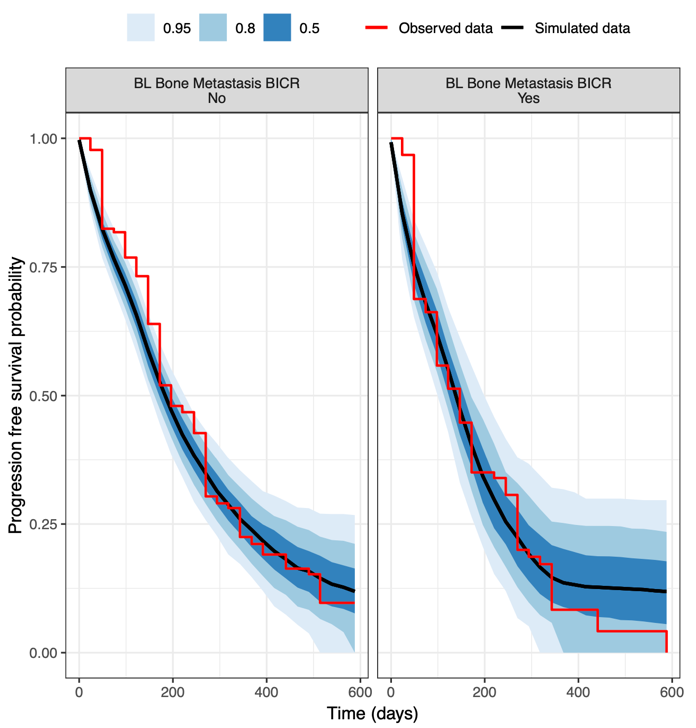 0.95 0.8 0.5 Observed data Simulated data
BL Bone Metastasis BICR
No
BL Bone Metastasis BICR
Yes
Progression free survival probability
1.00
0.75
0.50
0.25
0.00
0 200 400 600
0 200 400 600
Time (days)